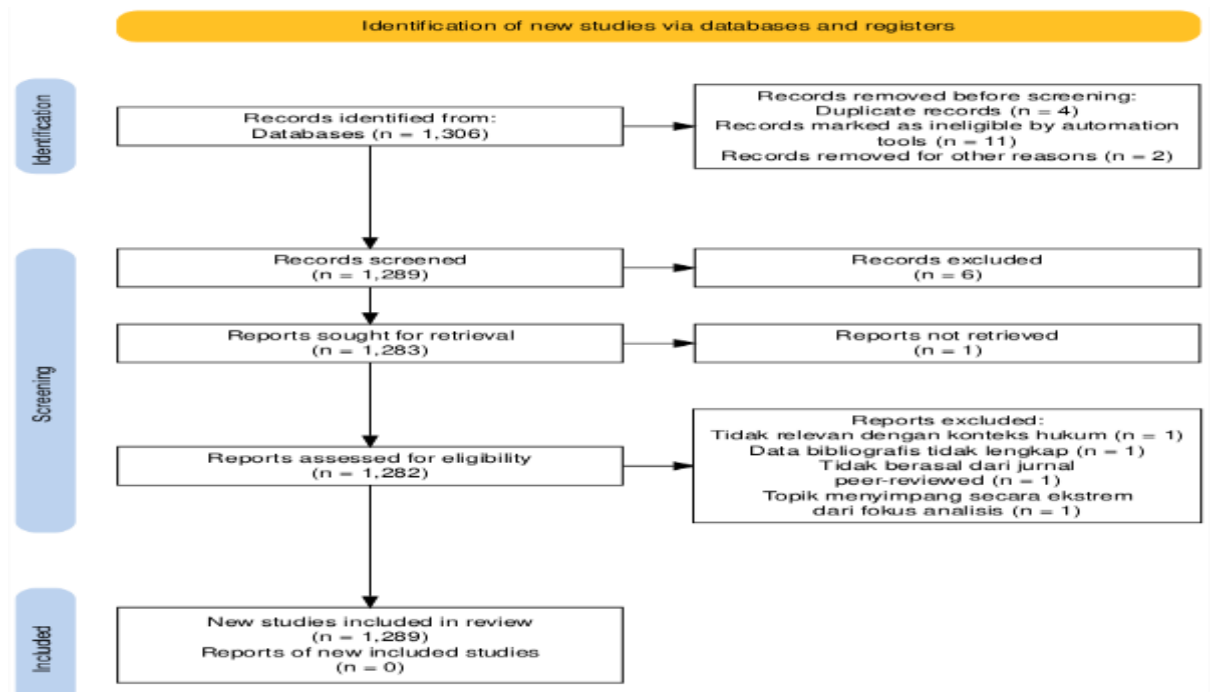 Identification of new studies via databases and registers
Identification
Records identified from:
Databases (n = 1,306)
Records removed before screening:
Duplicate records (n = 4)
Records marked as ineligible by automation
tools (n = 11)
Records removed for other reasons (n = 2)
Screening
Records screened
(n = 1,289)
Records excluded
(n = 6)
Reports sought for retrieval
(n = 1,283)
Reports not retrieved
(n = 1)
Reports assessed for eligibility
(n = 1,282)
Reports excluded:
Tidak relevan dengan konteks hukum (n = 1)
Data bibliografis tidak lengkap (n = 1)
Tidak berasal dari jurnal
peer-reviewed (n = 1)
Topik menyimpang secara ekstrem
dari fokus analisis (n = 1)
Included
New studies included in review
(n = 1,289)
Reports of new included studies
(n = 0)